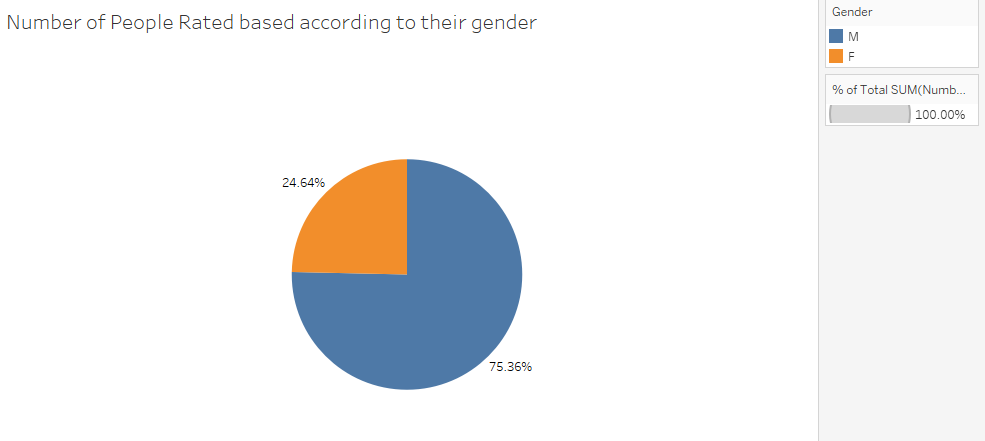 Number of People Rated based according to their gender
Gender
M
F
% of Total SUM(Numb...
100.00%
24.64%
75.36%